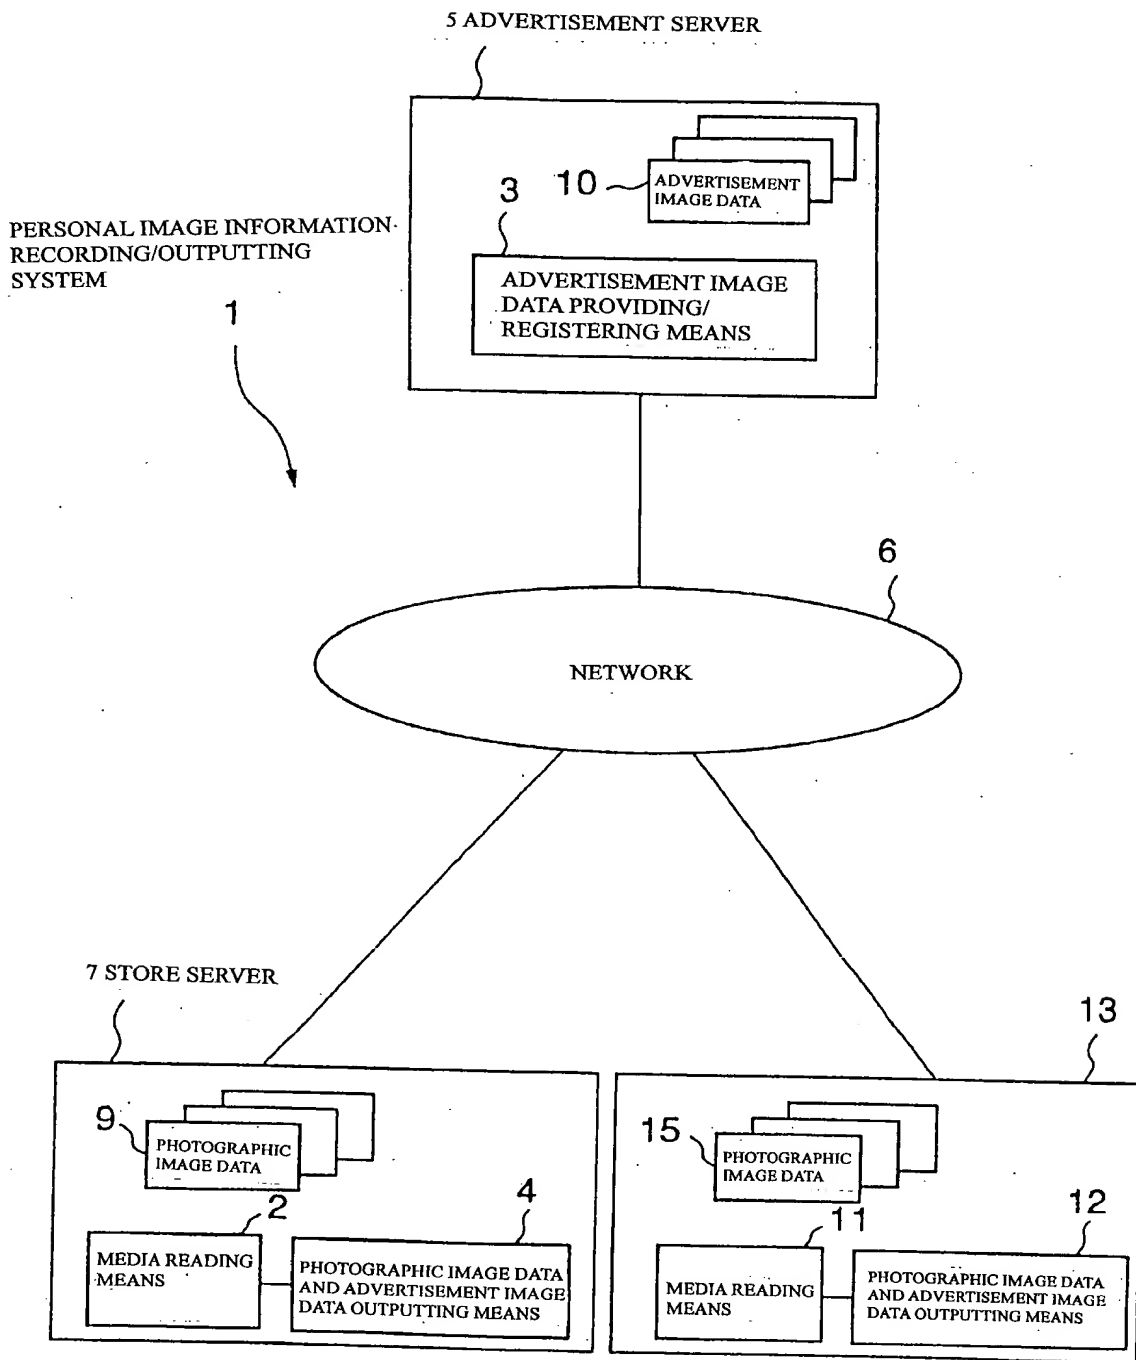 5 ADVERTISEMENT SERVER
10
ADVERTISEMENT
IMAGE DATA
3
ADVERTISEMENT IMAGE
DATA PROVIDING/
REGISTERING MEANS
PERSONAL IMAGE INFORMATION
RECORDING/OUTPUTTING
SYSTEM
1
6
NETWORK
7 STORE SERVER
9
PHOTOGRAPHIC
IMAGE DATA
2
MEDIA READING
MEANS
4
PHOTOGRAPHIC IMAGE DATA
AND ADVERTISEMENT IMAGE
DATA OUTPUTTING MEANS
13
15
PHOTOGRAPHIC
IMAGE DATA
11
MEDIA READING
MEANS
12
PHOTOGRAPHIC IMAGE DATA
AND ADVERTISEMENT IMAGE
DATA OUTPUTTING MEANS